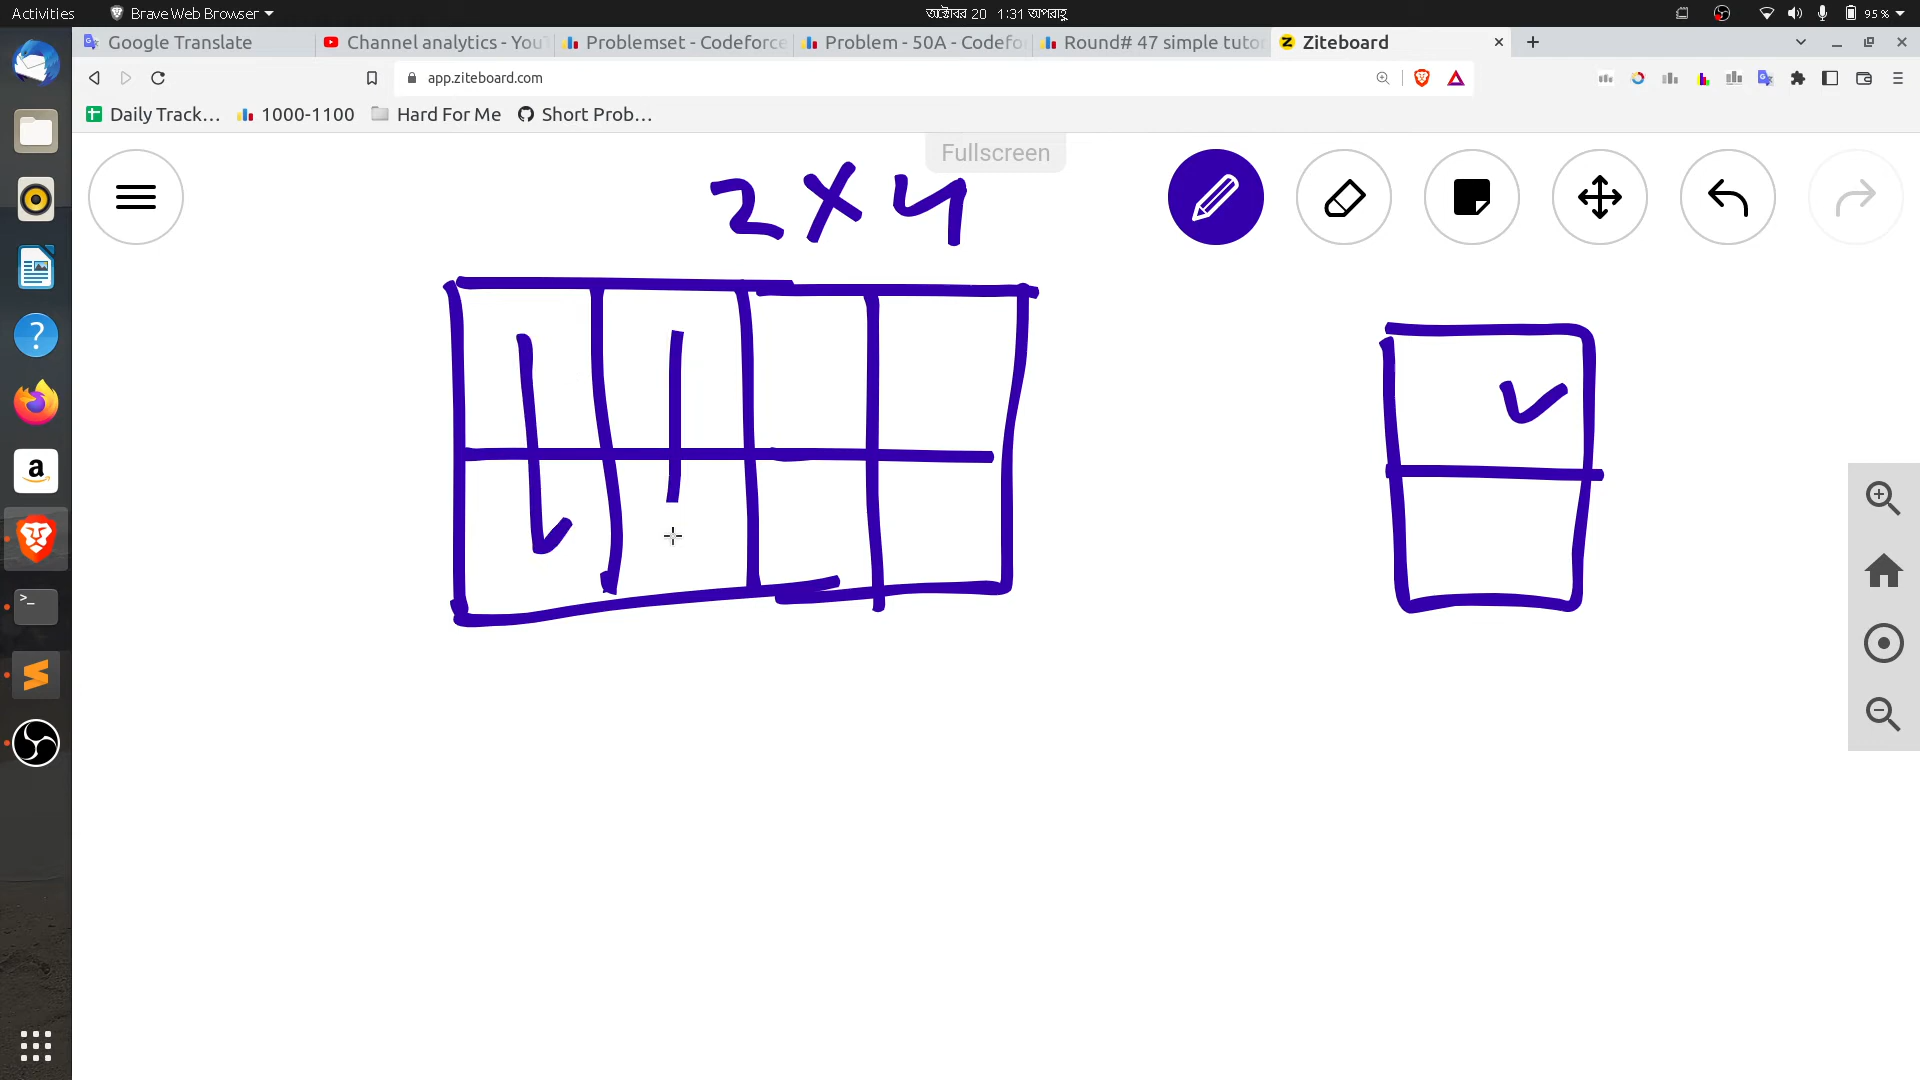 Activities Brave Web Browser অক্টোবর 20 1:31 অপরাহ্ণ 95 %
Google Translate Channel analytics - YouT Problemset - Codeforce Problem - 50A - Codefo Round# 47 simple tutor Ziteboard
app.ziteboard.com
Daily Track... 1000-1100 Hard For Me Short Prob...
Fullscreen
2 X 4